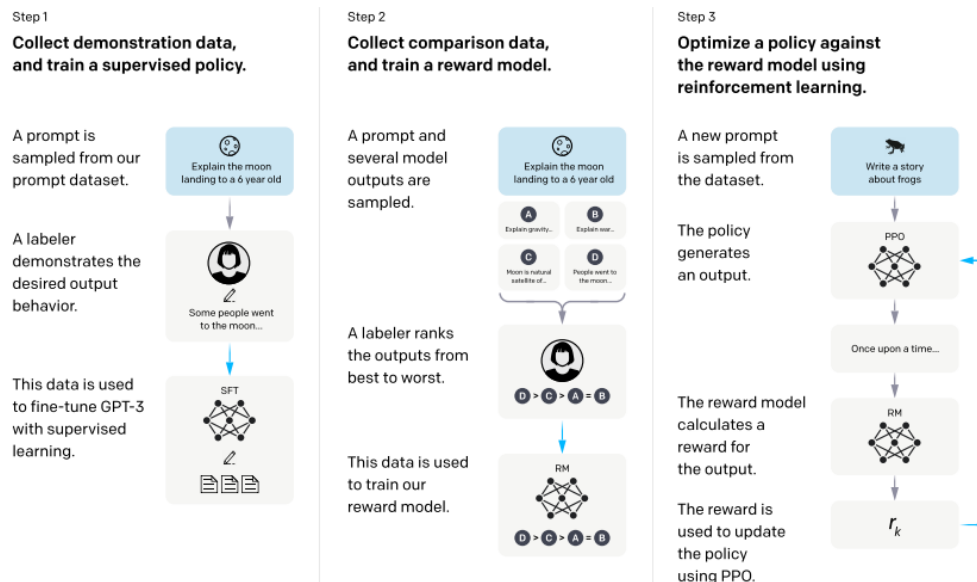 Step 1
Collect demonstration data,
and train a supervised policy.
A prompt is
sampled from our
prompt dataset.
Explain the moon
landing to a 6 year old
A labeler
demonstrates the
desired output
behavior.
Some people went
to the moon...
This data is used
to fine-tune GPT-3
with supervised
learning.
SFT
Step 2
Collect comparison data,
and train a reward model.
A prompt and
several model
outputs are
sampled.
Explain the moon
landing to a 6 year old
A
Explain gravity...
B
Explain war...
C
Moon is natural
satellite of...
D
People went to
the moon...
A labeler ranks
the outputs from
best to worst.
D > C > A = B
This data is used
to train our
reward model.
RM
D > C > A = B
Step 3
Optimize a policy against
the reward model using
reinforcement learning.
A new prompt
is sampled from
the dataset.
Write a story
about frogs
The policy
generates
an output.
PPO
Once upon a time...
The reward model
calculates a
reward for
the output.
RM
The reward is
used to update
the policy
using PPO.
r_k